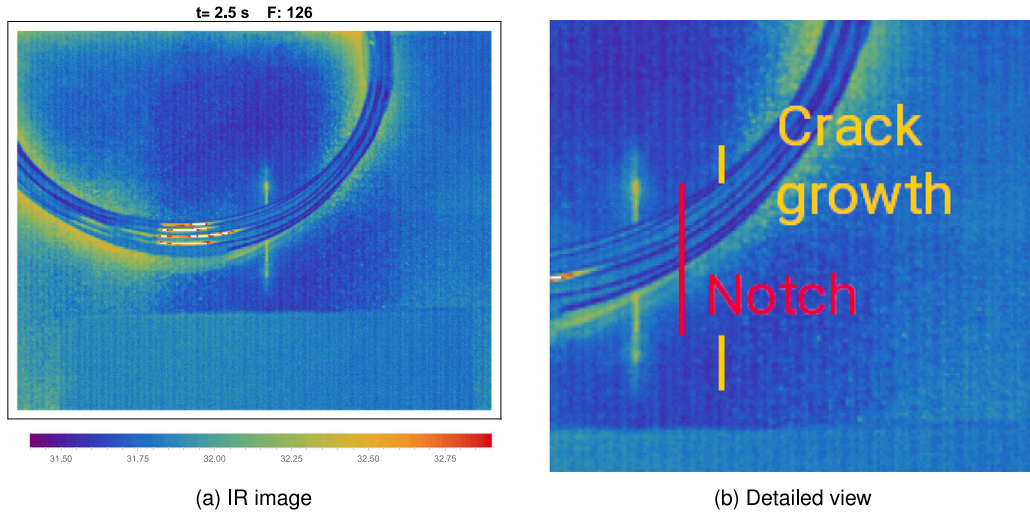 t= 2.5 s F: 126
31.50 31.75 32.00 32.25 32.50 32.75
Crack
growth
Notch
(a) IR image
(b) Detailed view